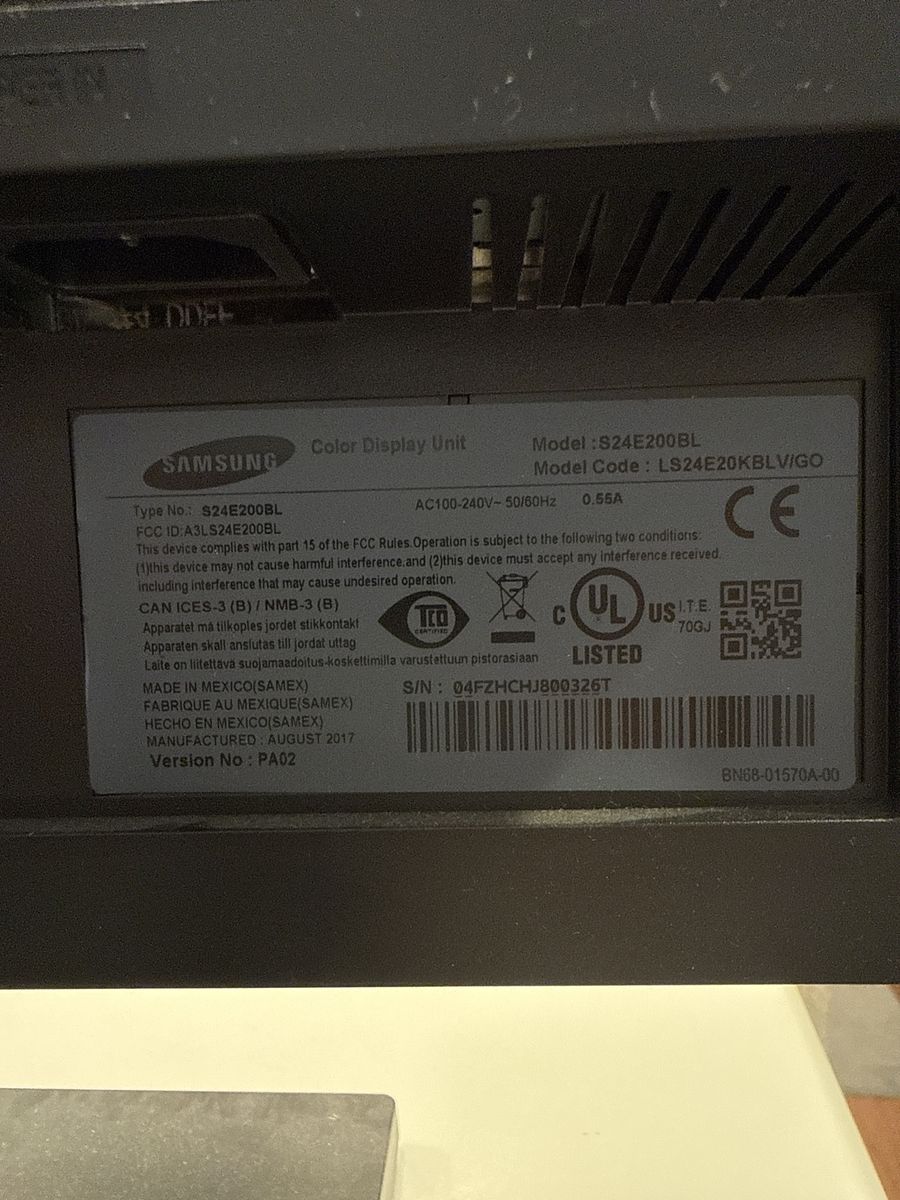 SAMSUNG
Color Display Unit
Model :S24E200BL
Model Code : LS24E20KBLV/GO
Type No.: S24E200BL
AC100-240V~ 50/60Hz 0.55A
FCC ID:A3LS24E200BL
CE
This device complies with part 15 of the FCC Rules.Operation is subject to the following two conditions:
(1)this device may not cause harmful interference.and (2)this device must accept any interference received.
including interference that may cause undesired operation.
CAN ICES-3 (B) / NMB-3 (B)
Apparatet må tilkoples jordet stikkontakt
Apparaten skall anslutas till jordat uttag
Laite on liitettävä suojamaadoitus-koskettimilla varustettuun pistorasiaan
TCO
CERTIFIED
C UL US
LISTED
I.T.E.
70GJ
MADE IN MEXICO(SAMEX)
FABRIQUE AU MEXIQUE(SAMEX)
HECHO EN MEXICO(SAMEX)
MANUFACTURED : AUGUST 2017
Version No : PA02
S/N : 04FZHCHJ800326T
BN68-01570A-00